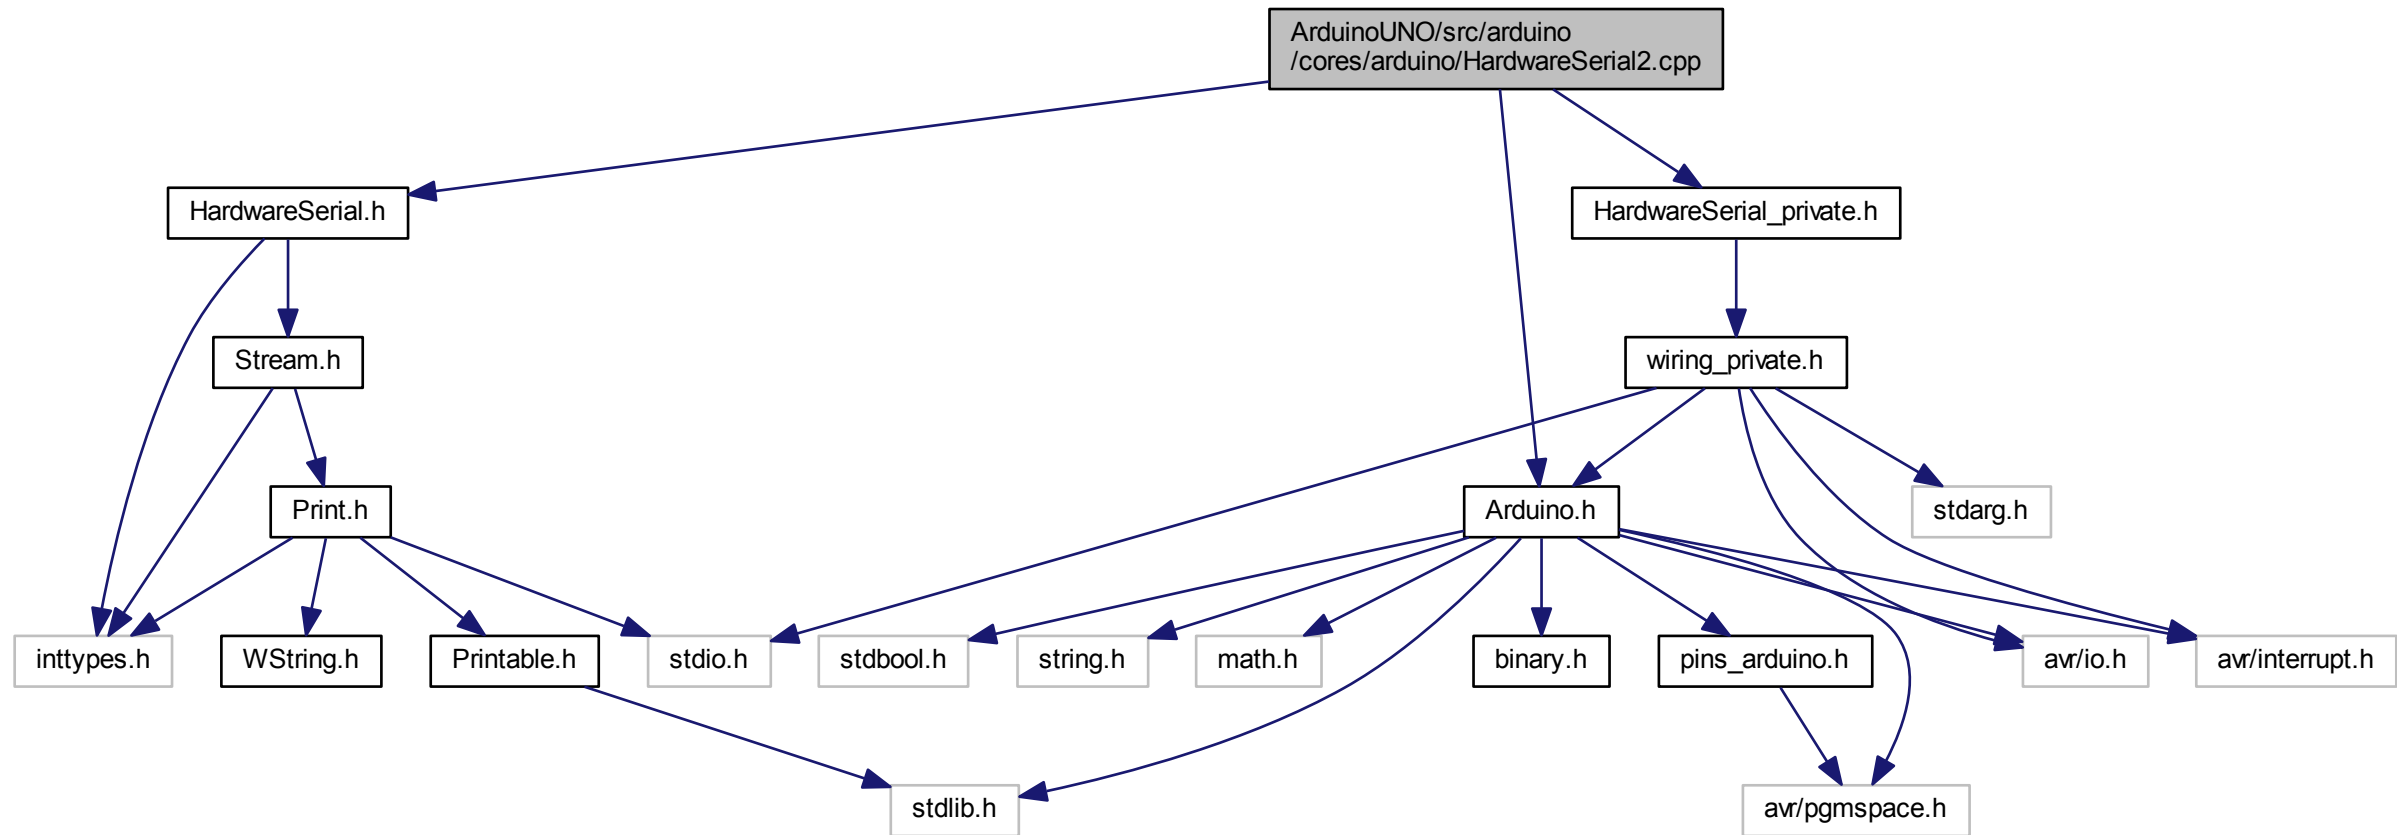 ArduinoUNO/src/arduino
/cores/arduino/HardwareSerial2.cpp
HardwareSerial.h
HardwareSerial_private.h
Stream.h
wiring_private.h
Print.h
Arduino.h
stdarg.h
inttypes.h
WString.h
Printable.h
stdio.h
stdbool.h
string.h
math.h
binary.h
pins_arduino.h
avr/io.h
avr/interrupt.h
stdlib.h
avr/pgmspace.h